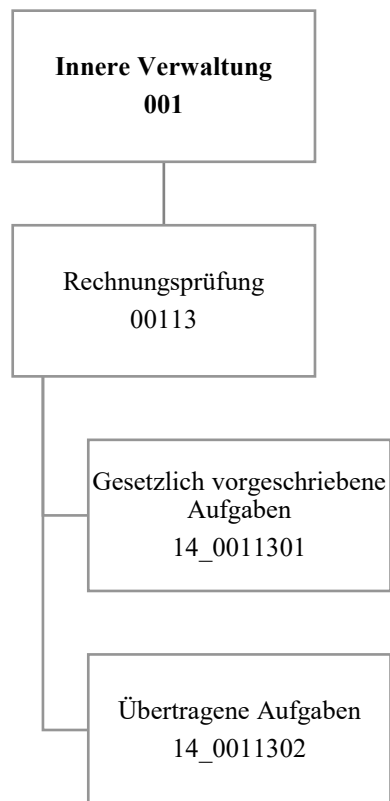 Innere Verwaltung
001
Rechnungsprüfung
00113
Gesetzlich vorgeschriebene
Aufgaben
14_0011301
Übertragene Aufgaben
14_0011302